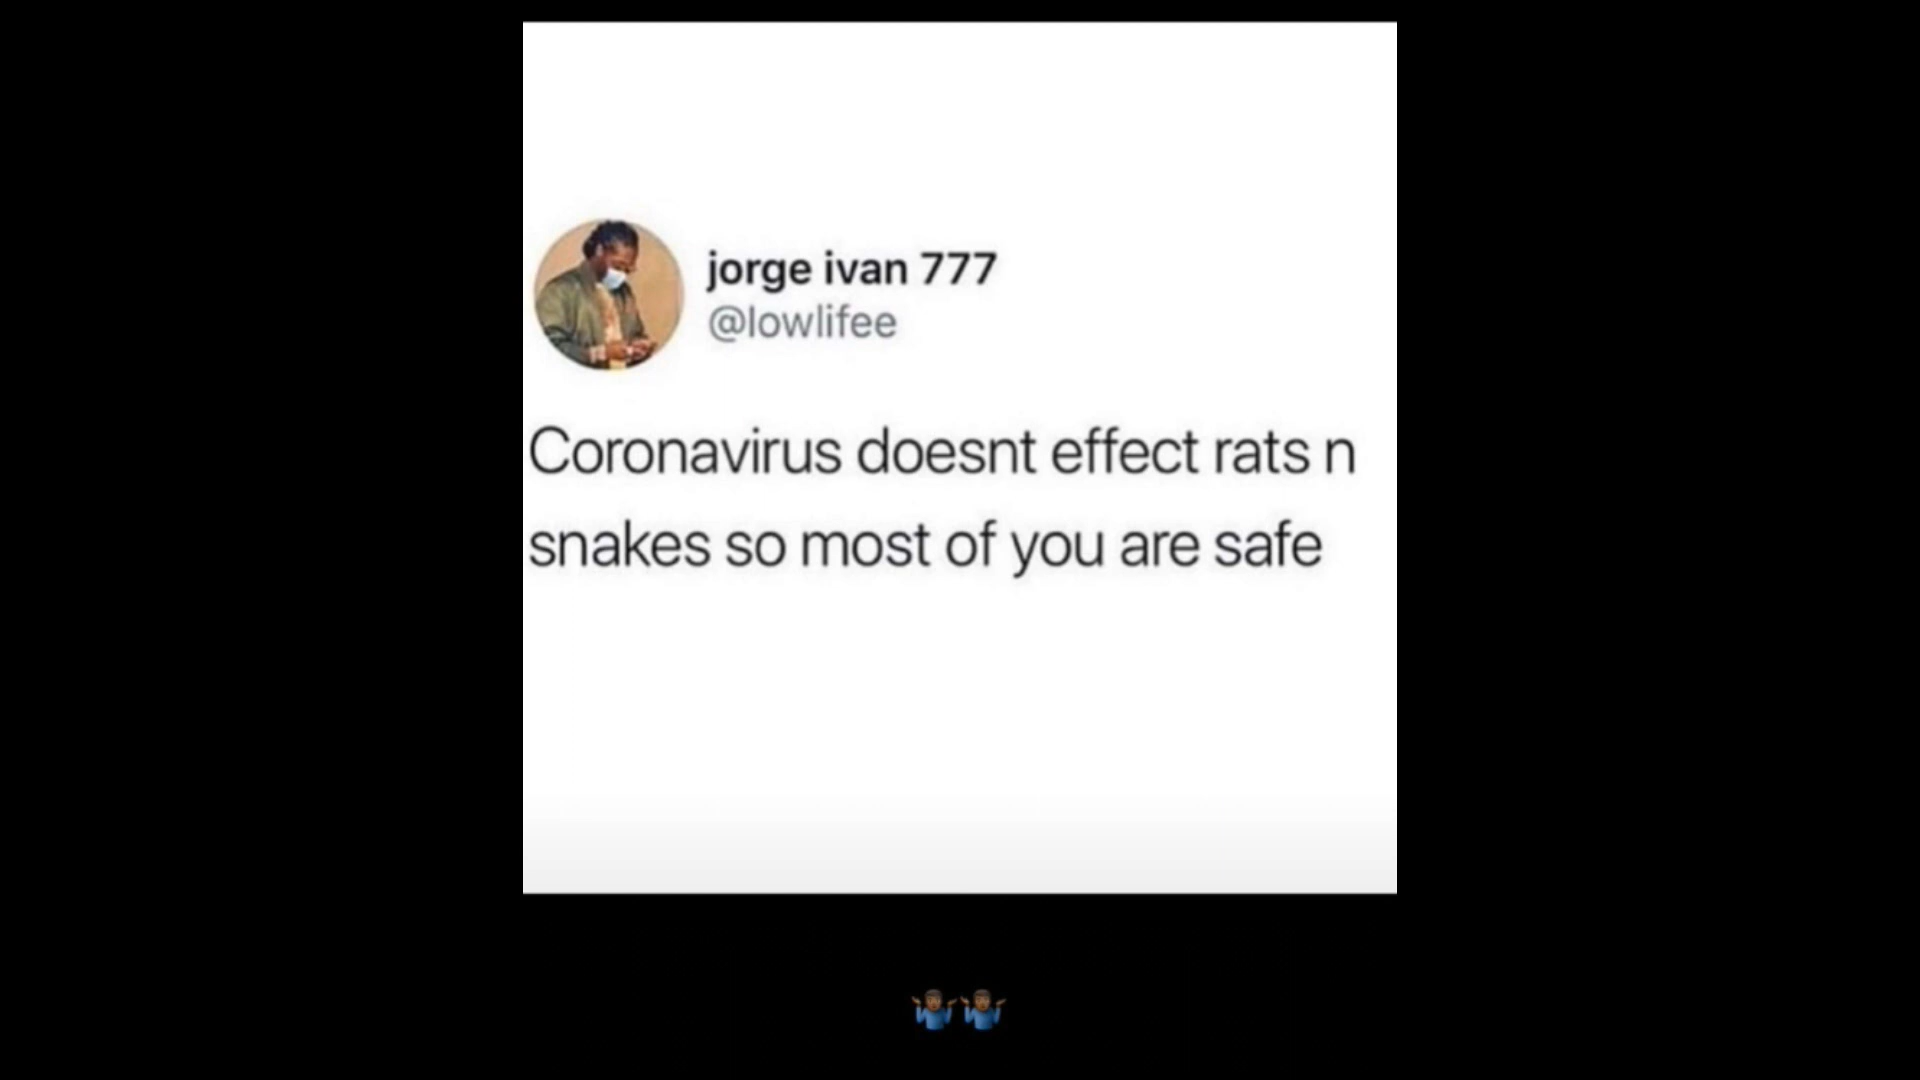 jorge ivan 777
@lowlifee
Coronavirus doesnt effect rats n
snakes so most of you are safe
🤷🏾‍♂️🤷🏾‍♂️